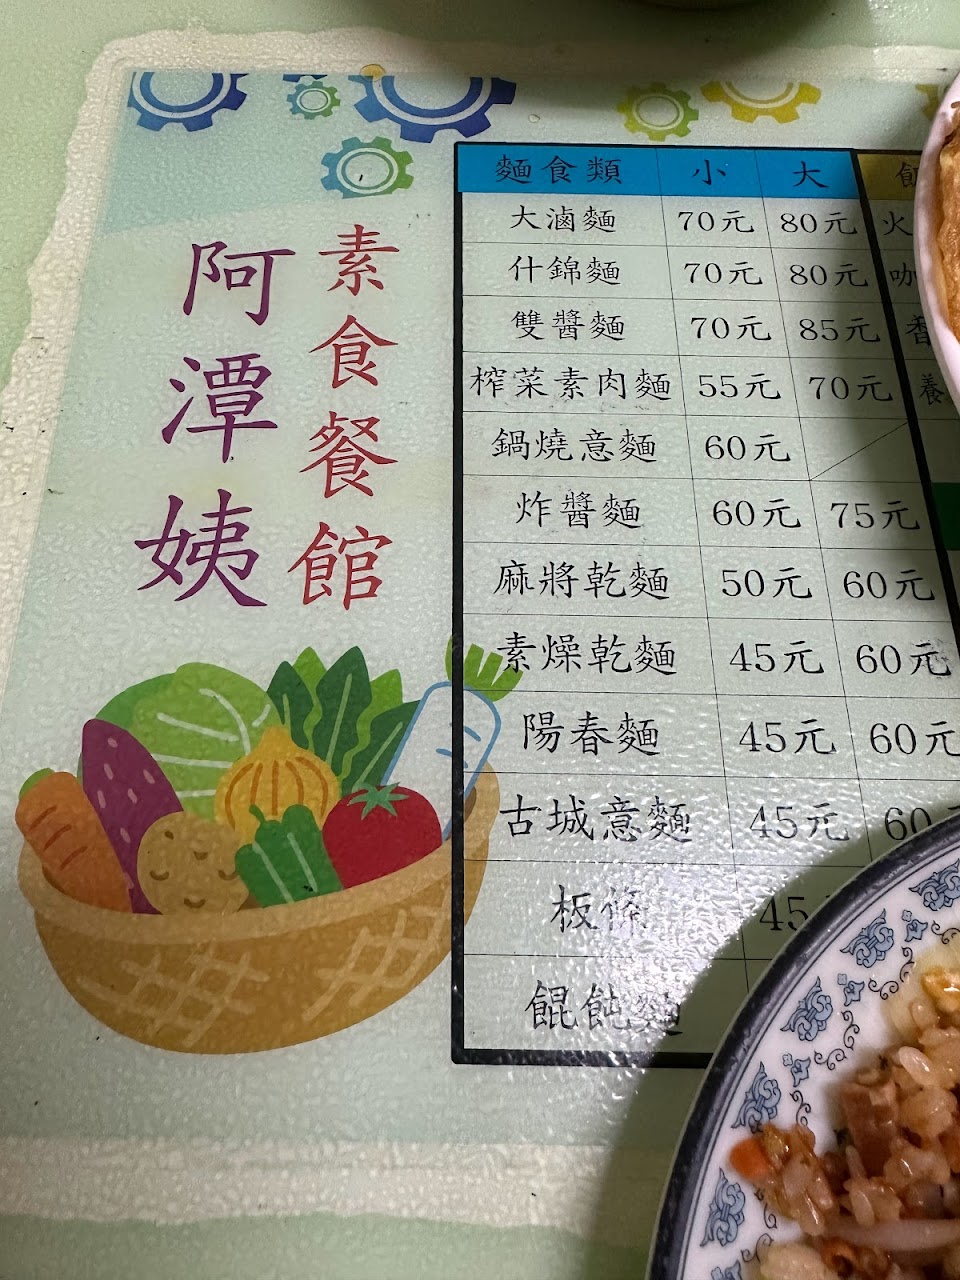 阿潭姨
素食餐館
麵食類 小 大
大滷麵 70元 80元 火
什錦麵 70元 80元 咖
雙醬麵 70元 85元
榨菜素肉麵 55元 70元 養
鍋燒意麵 60元
炸醬麵 60元 75元
麻將乾麵 50元 60元
素燥乾麵 45元 60元
陽春麵 45元 60元
古城意麵 45元 60
板條 45
餛飩麵